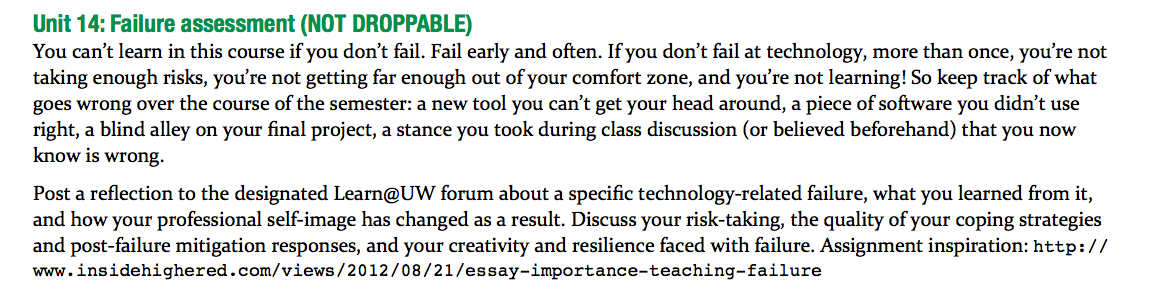 Unit 14: Failure assessment (NOT DROPPABLE)
You can’t learn in this course if you don’t fail. Fail early and often. If you don’t fail at technology, more than once, you’re not
taking enough risks, you’re not getting far enough out of your comfort zone, and you’re not learning! So keep track of what
goes wrong over the course of the semester: a new tool you can’t get your head around, a piece of software you didn’t use
right, a blind alley on your final project, a stance you took during class discussion (or believed beforehand) that you now
know is wrong.
Post a reflection to the designated Learn@UW forum about a specific technology-related failure, what you learned from it,
and how your professional self-image has changed as a result. Discuss your risk-taking, the quality of your coping strategies
and post-failure mitigation responses, and your creativity and resilience faced with failure. Assignment inspiration: http://
www.insidehighered.com/views/2012/08/21/essay-importance-teaching-failure